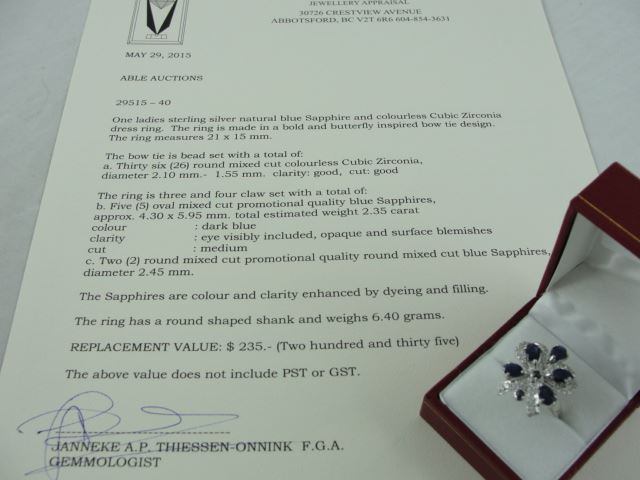 JEWELLERY APPRAISAL
30726 CRESTVIEW AVENUE
ABBOTSFORD, BC V2T 6R6 604-854-3631
MAY 29, 2015
ABLE AUCTIONS
29515 – 40
One ladies sterling silver natural blue Sapphire and colourless Cubic Zirconia
dress ring. The ring is made in a bold and butterfly inspired bow tie design.
The ring measures 21 x 15 mm.
The bow tie is bead set with a total of:
a. Thirty six (26) round mixed cut colourless Cubic Zirconia,
diameter 2.10 mm.- 1.55 mm. clarity: good, cut: good
The ring is three and four claw set with a total of:
b. Five (5) oval mixed cut promotional quality blue Sapphires,
approx. 4.30 x 5.95 mm. total estimated weight 2.35 carat
colour : dark blue
clarity : eye visibly included, opaque and surface blemishes
cut : medium
c. Two (2) round mixed cut promotional quality round mixed cut blue Sapphires,
diameter 2.45 mm.
The Sapphires are colour and clarity enhanced by dyeing and filling.
The ring has a round shaped shank and weighs 6.40 grams.
REPLACEMENT VALUE: $ 235.- (Two hundred and thirty five)
The above value does not include PST or GST.
JANNEKE A.P. THIESSEN-ONNINK F.G.A.
GEMMOLOGIST